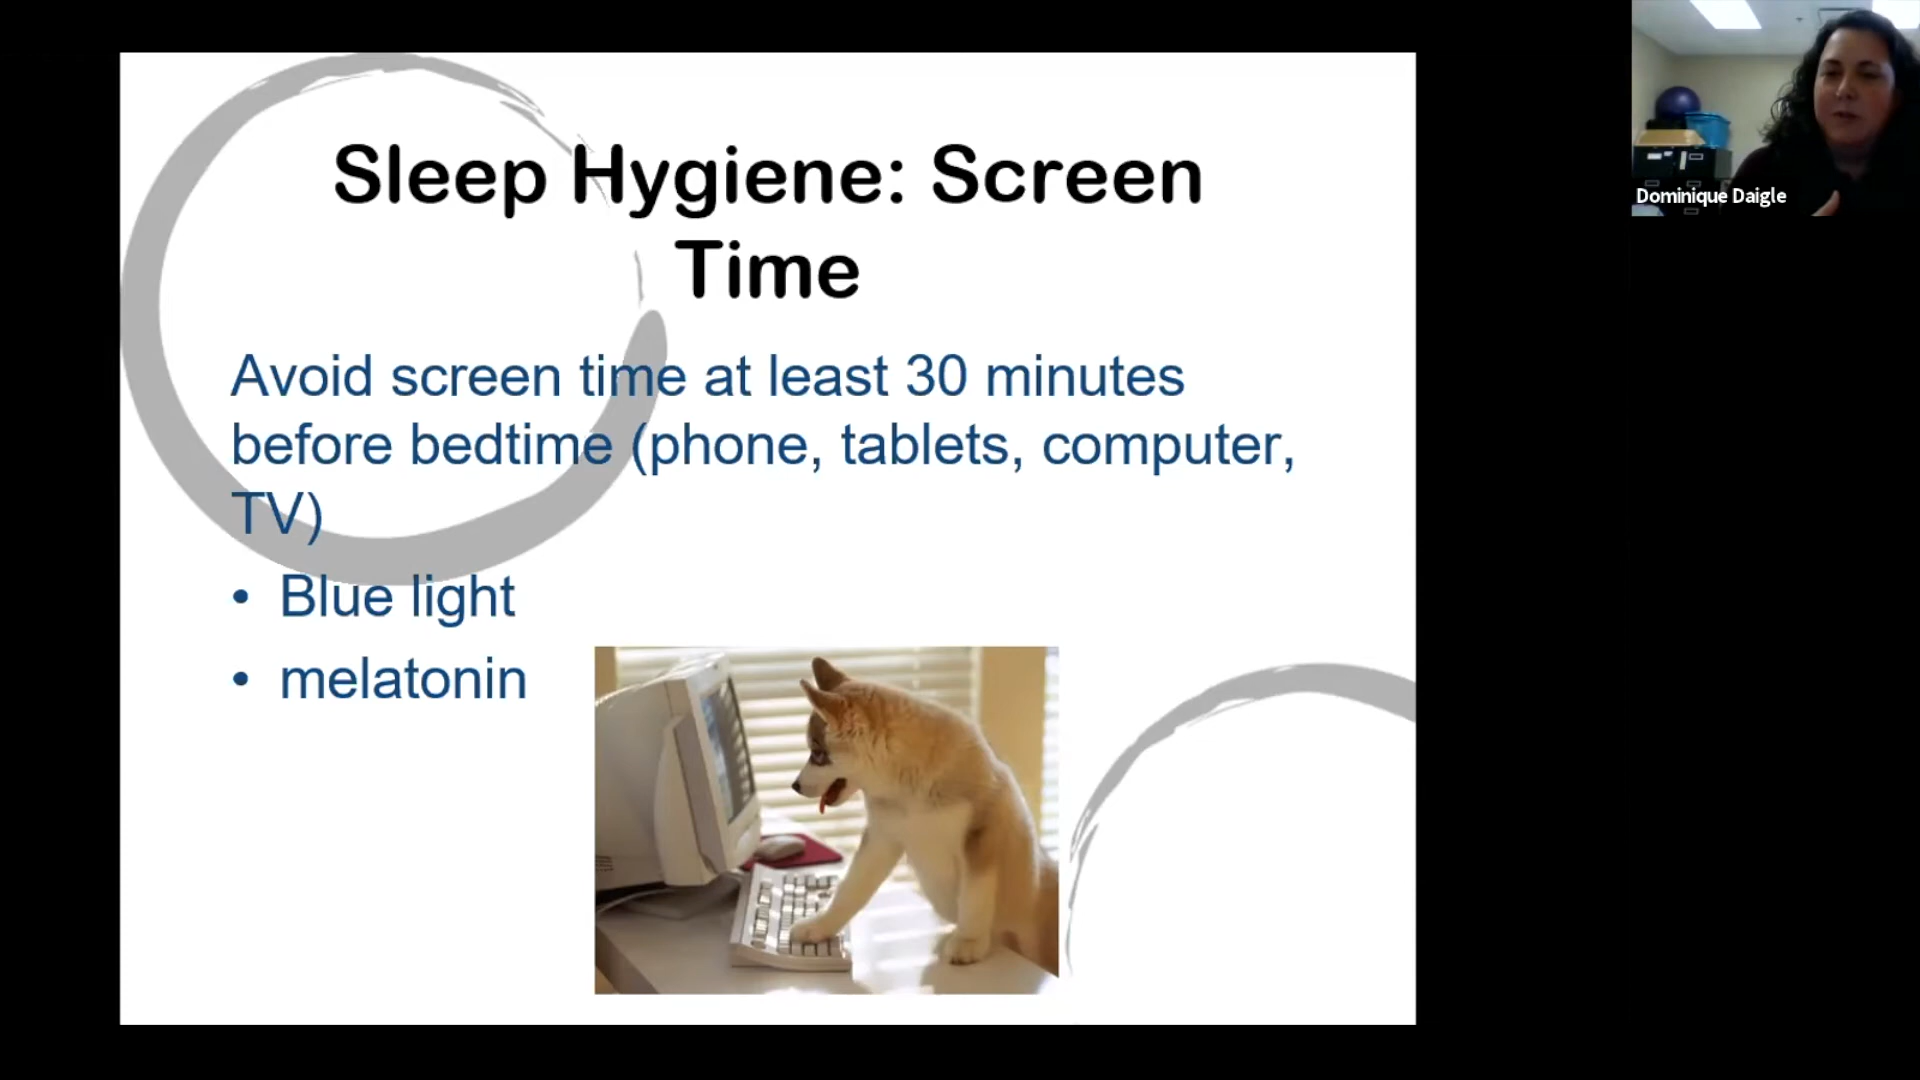 Sleep Hygiene: Screen
Time
Avoid screen time at least 30 minutes
before bedtime (phone, tablets, computer,
TV)
• Blue light
• melatonin
Dominique Daigle